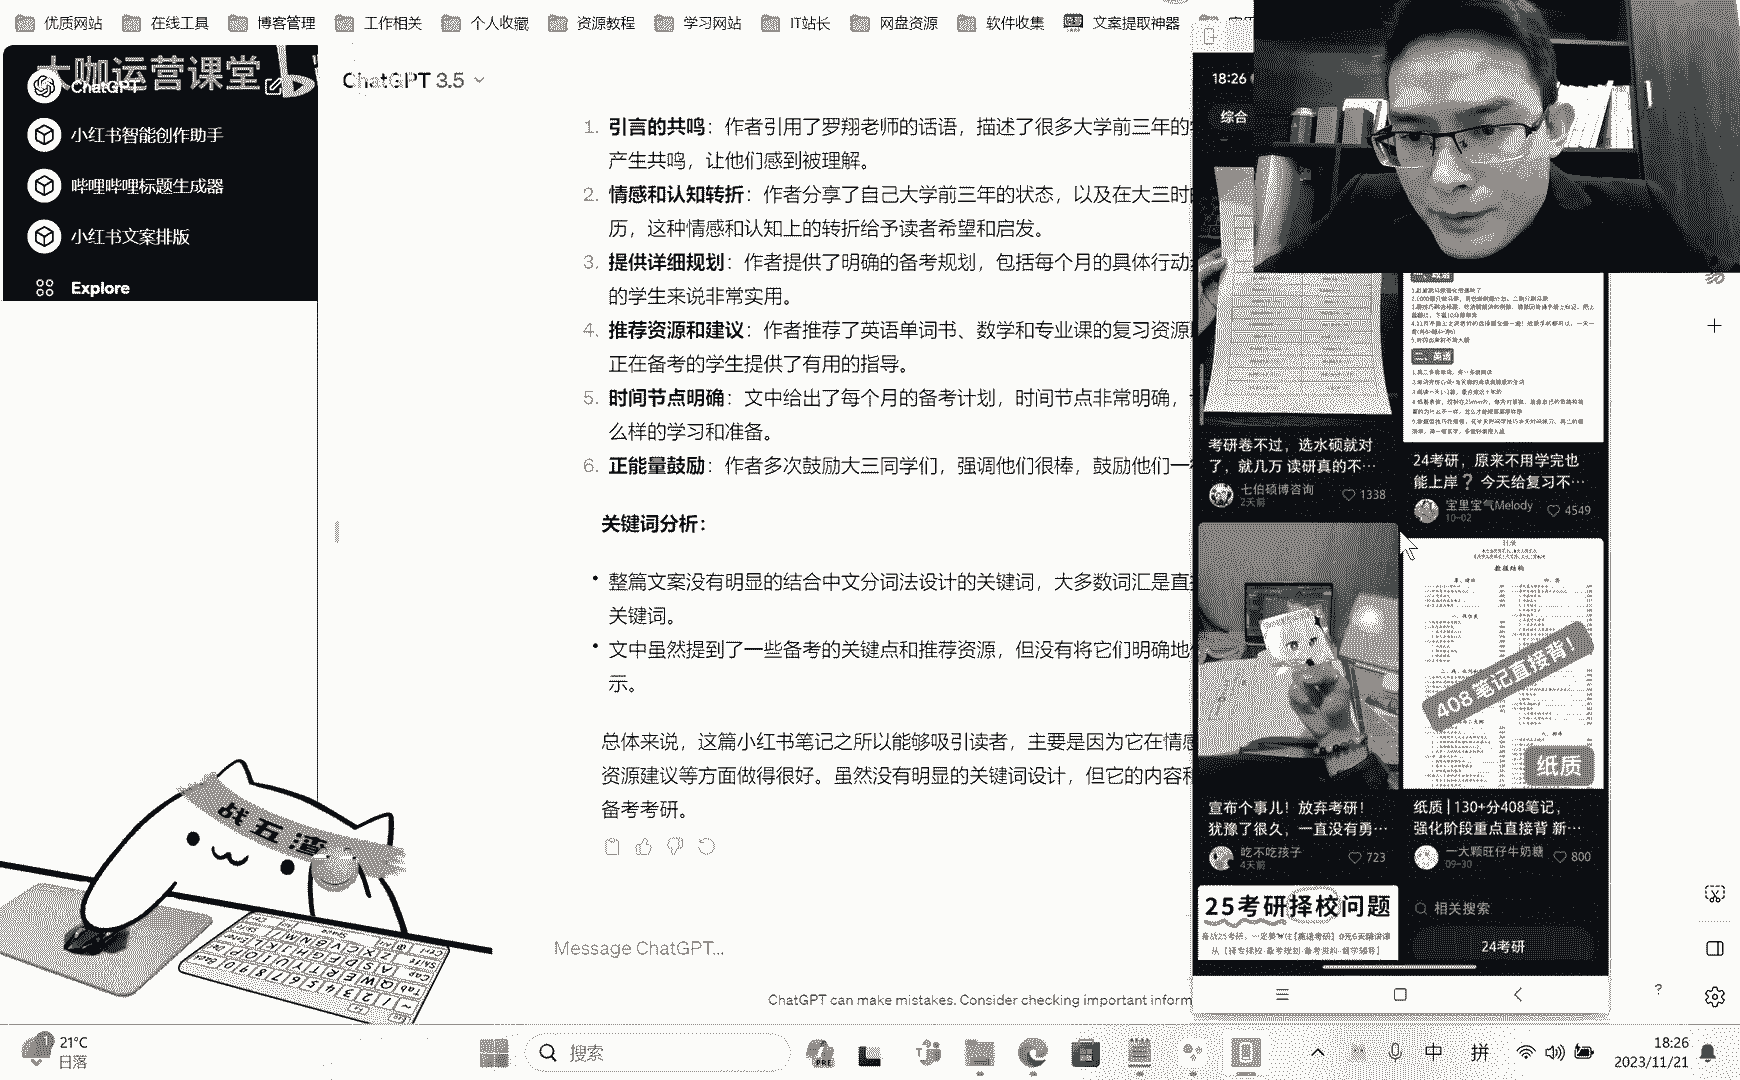 优质网站
在线工具
博客管理
工作相关
个人收藏
资源教程
学习网站
IT站长
网盘资源
软件收集
文案提取神器
大咖运营课堂
ChatGPT
小红书智能创作助手
哔哩哔哩标题生成器
小红书文案排版
Explore
ChatGPT 3.5
1. 引言的共鸣：作者引用了罗翔老师的话语，描述了很多大学前三年的
产生共鸣，让他们感到被理解。
2. 情感和认知转折：作者分享了自己大学前三年的状态，以及在大三时
历，这种情感和认知上的转折给予读者希望和启发。
3. 提供详细规划：作者提供了明确的备考规划，包括每个月的具体行动
的学生来说非常实用。
4. 推荐资源和建议：作者推荐了英语单词书、数学和专业课的复习资源
正在备考的学生提供了有用的指导。
5. 时间节点明确：文中给出了每个月的备考计划，时间节点非常明确，
么样的学习和准备。
6. 正能量鼓励：作者多次鼓励大三同学们，强调他们很棒，鼓励他们一
关键词分析：
• 整篇文案没有明显的结合中文分词法设计的关键词，大多数词汇是直
关键词。
• 文中虽然提到了一些备考的关键点和推荐资源，但没有将它们明确地
示。
总体来说，这篇小红书笔记之所以能够吸引读者，主要是因为它在情感
资源建议等方面做得很好。虽然没有明显的关键词设计，但它的内容和
备考考研。
Message ChatGPT...
ChatGPT can make mistakes. Consider checking important inform
战五渣
18:26
综合
考研卷不过，选水硕就对
了，就几万 读研真的不…
七伯硕博咨询
2天前
1338
二、英语
24考研，原来不用学完也
能上岸？ 今天给复习不…
宝里宝气Melody
10-02
4549
宣布个事儿！放弃考研！
犹豫了很久，一直没有勇…
吃不吃孩子
4天前
723
数据结构
408 笔记直接背！
纸质
纸质 | 130+分408笔记，
强化阶段重点直接背 新…
一大颗旺仔牛奶糖
09-30
800
25考研择校问题
相关搜索
24考研
21°C
日落
搜索
中
拼
18:26
2023/11/21